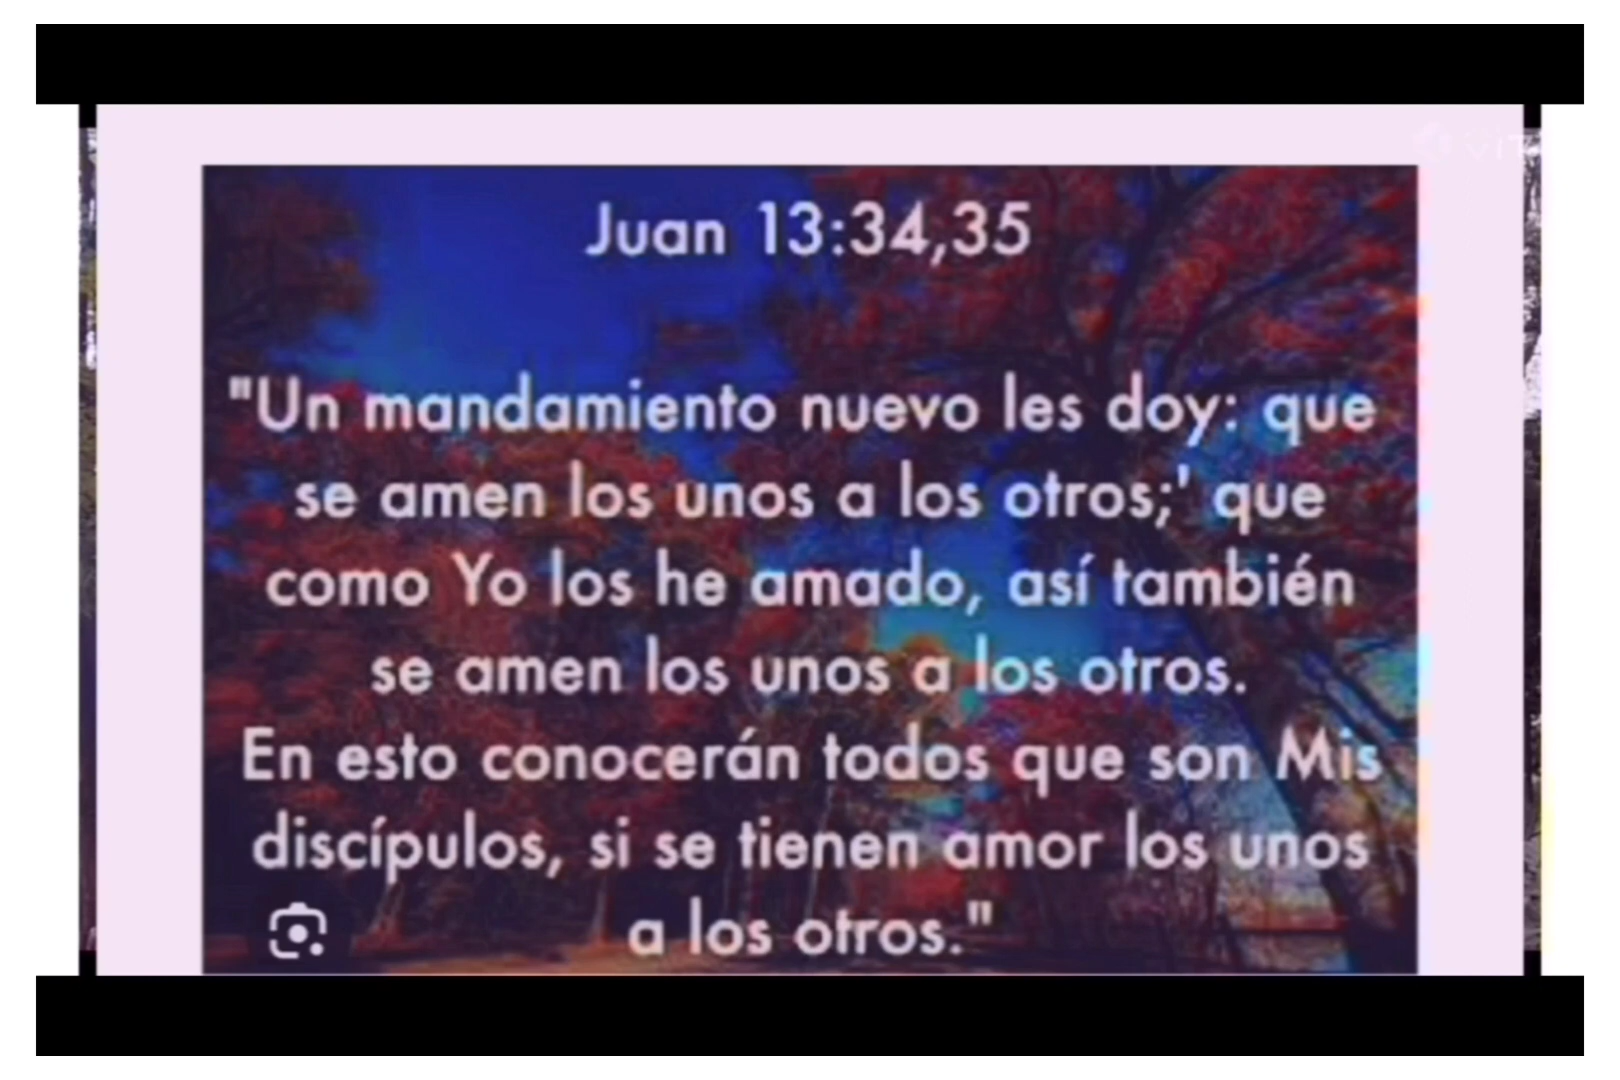 Juan 13:34,35
"Un mandamiento nuevo les doy: que
se amen los unos a los otros;' que
como Yo los he amado, así también
se amen los unos a los otros.
En esto conocerán todos que son Mis
discípulos, si se tienen amor los unos
a los otros."